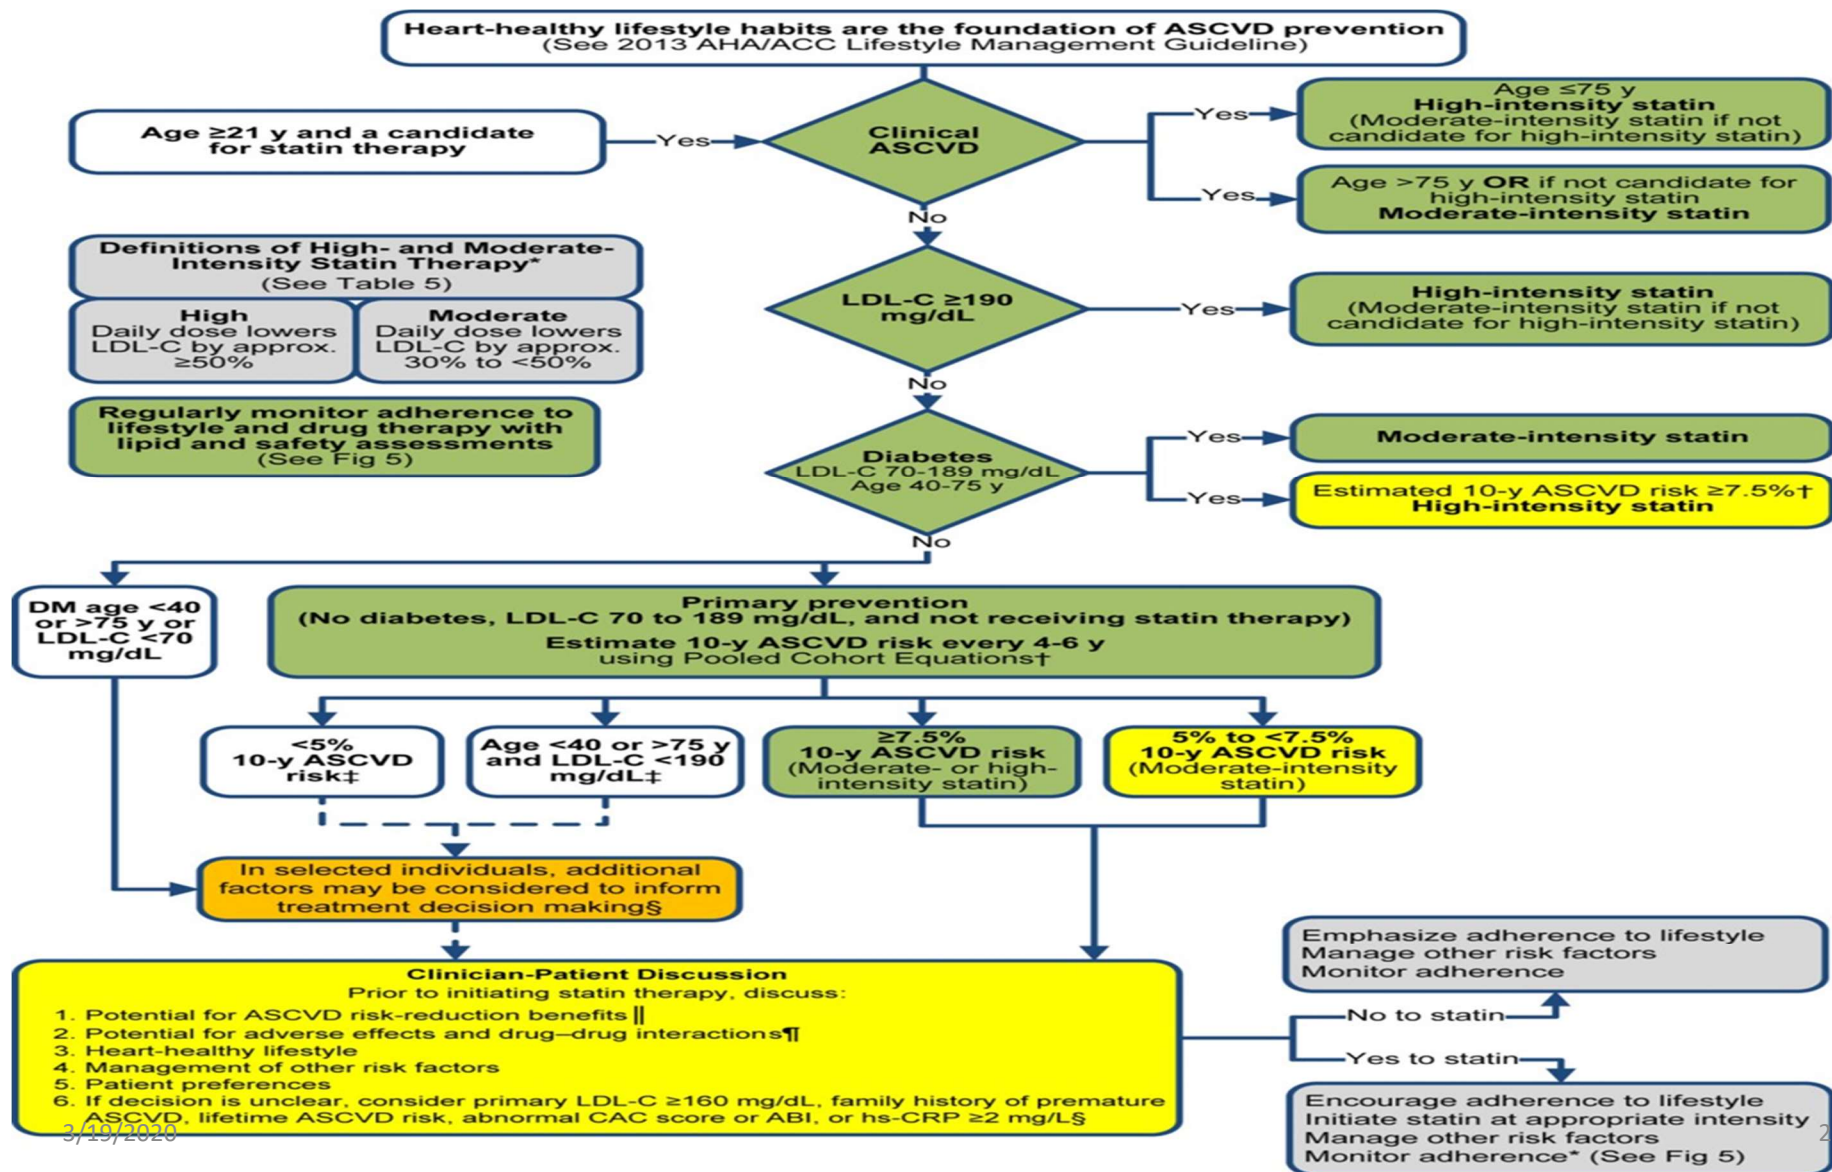 Heart-healthy lifestyle habits are the foundation of ASCVD prevention
(See 2013 AHA/ACC Lifestyle Management Guideline)
Age ≥21 y and a candidate
for statin therapy
Yes
Clinical
ASCVD
Yes
Age ≤75 y
High-intensity statin
(Moderate-intensity statin if not
candidate for high-intensity statin)
Yes
Age >75 y OR if not candidate for
high-intensity statin
Moderate-intensity statin
No
Definitions of High- and Moderate-
Intensity Statin Therapy*
(See Table 5)
High
Daily dose lowers
LDL-C by approx.
≥50%
Moderate
Daily dose lowers
LDL-C by approx.
30% to <50%
LDL-C ≥190
mg/dL
Yes
High-intensity statin
(Moderate-intensity statin if not
candidate for high-intensity statin)
No
Regularly monitor adherence to
lifestyle and drug therapy with
lipid and safety assessments
(See Fig 5)
Diabetes
LDL-C 70-189 mg/dL
Age 40-75 y
Yes
Moderate-intensity statin
Yes
Estimated 10-y ASCVD risk ≥7.5%†
High-intensity statin
No
DM age <40
or >75 y or
LDL-C <70
mg/dL
Primary prevention
(No diabetes, LDL-C 70 to 189 mg/dL, and not receiving statin therapy)
Estimate 10-y ASCVD risk every 4-6 y
using Pooled Cohort Equations†
<5%
10-y ASCVD
risk‡
Age <40 or >75 y
and LDL-C <190
mg/dL‡
≥7.5%
10-y ASCVD risk
(Moderate- or high-
intensity statin)
5% to <7.5%
10-y ASCVD risk
(Moderate-intensity
statin)
In selected individuals, additional
factors may be considered to inform
treatment decision making§
Clinician-Patient Discussion
Prior to initiating statin therapy, discuss:
1. Potential for ASCVD risk-reduction benefits‖
2. Potential for adverse effects and drug–drug interactions¶
3. Heart-healthy lifestyle
4. Management of other risk factors
5. Patient preferences
6. If decision is unclear, consider primary LDL-C ≥160 mg/dL, family history of premature
ASCVD, lifetime ASCVD risk, abnormal CAC score or ABI, or hs-CRP ≥2 mg/L§
Emphasize adherence to lifestyle
Manage other risk factors
Monitor adherence
No to statin
Yes to statin
Encourage adherence to lifestyle
Initiate statin at appropriate intensity
Manage other risk factors
Monitor adherence* (See Fig 5)
3/19/2020
2